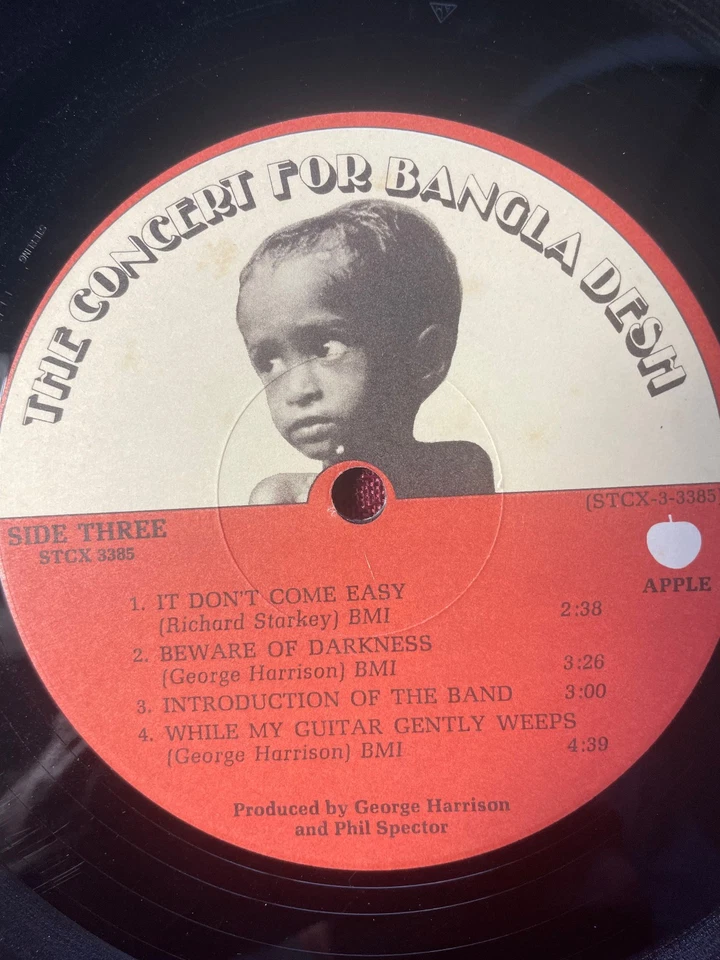 THE CONCERT FOR BANGLA DESH
(STCX-3-3385)
SIDE THREE
STCX 3385
APPLE
1. IT DON'T COME EASY
(Richard Starkey) BMI 2:38
2. BEWARE OF DARKNESS
(George Harrison) BMI 3:26
3. INTRODUCTION OF THE BAND 3:00
4. WHILE MY GUITAR GENTLY WEEPS
(George Harrison) BMI 4:39
Produced by George Harrison
and Phil Spector